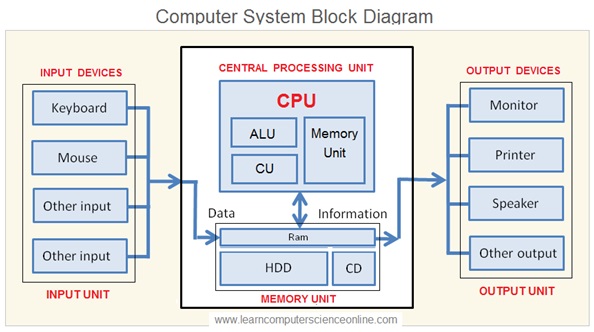 Computer System Block Diagram
INPUT DEVICES
Keyboard
Mouse
Other input
Other input
INPUT UNIT
CENTRAL PROCESSING UNIT
CPU
ALU
CU
Memory
Unit
Data
Information
Ram
HDD
CD
MEMORY UNIT
OUTPUT DEVICES
Monitor
Printer
Speaker
Other output
OUTPUT UNIT
www.learncomputerscienceonline.com